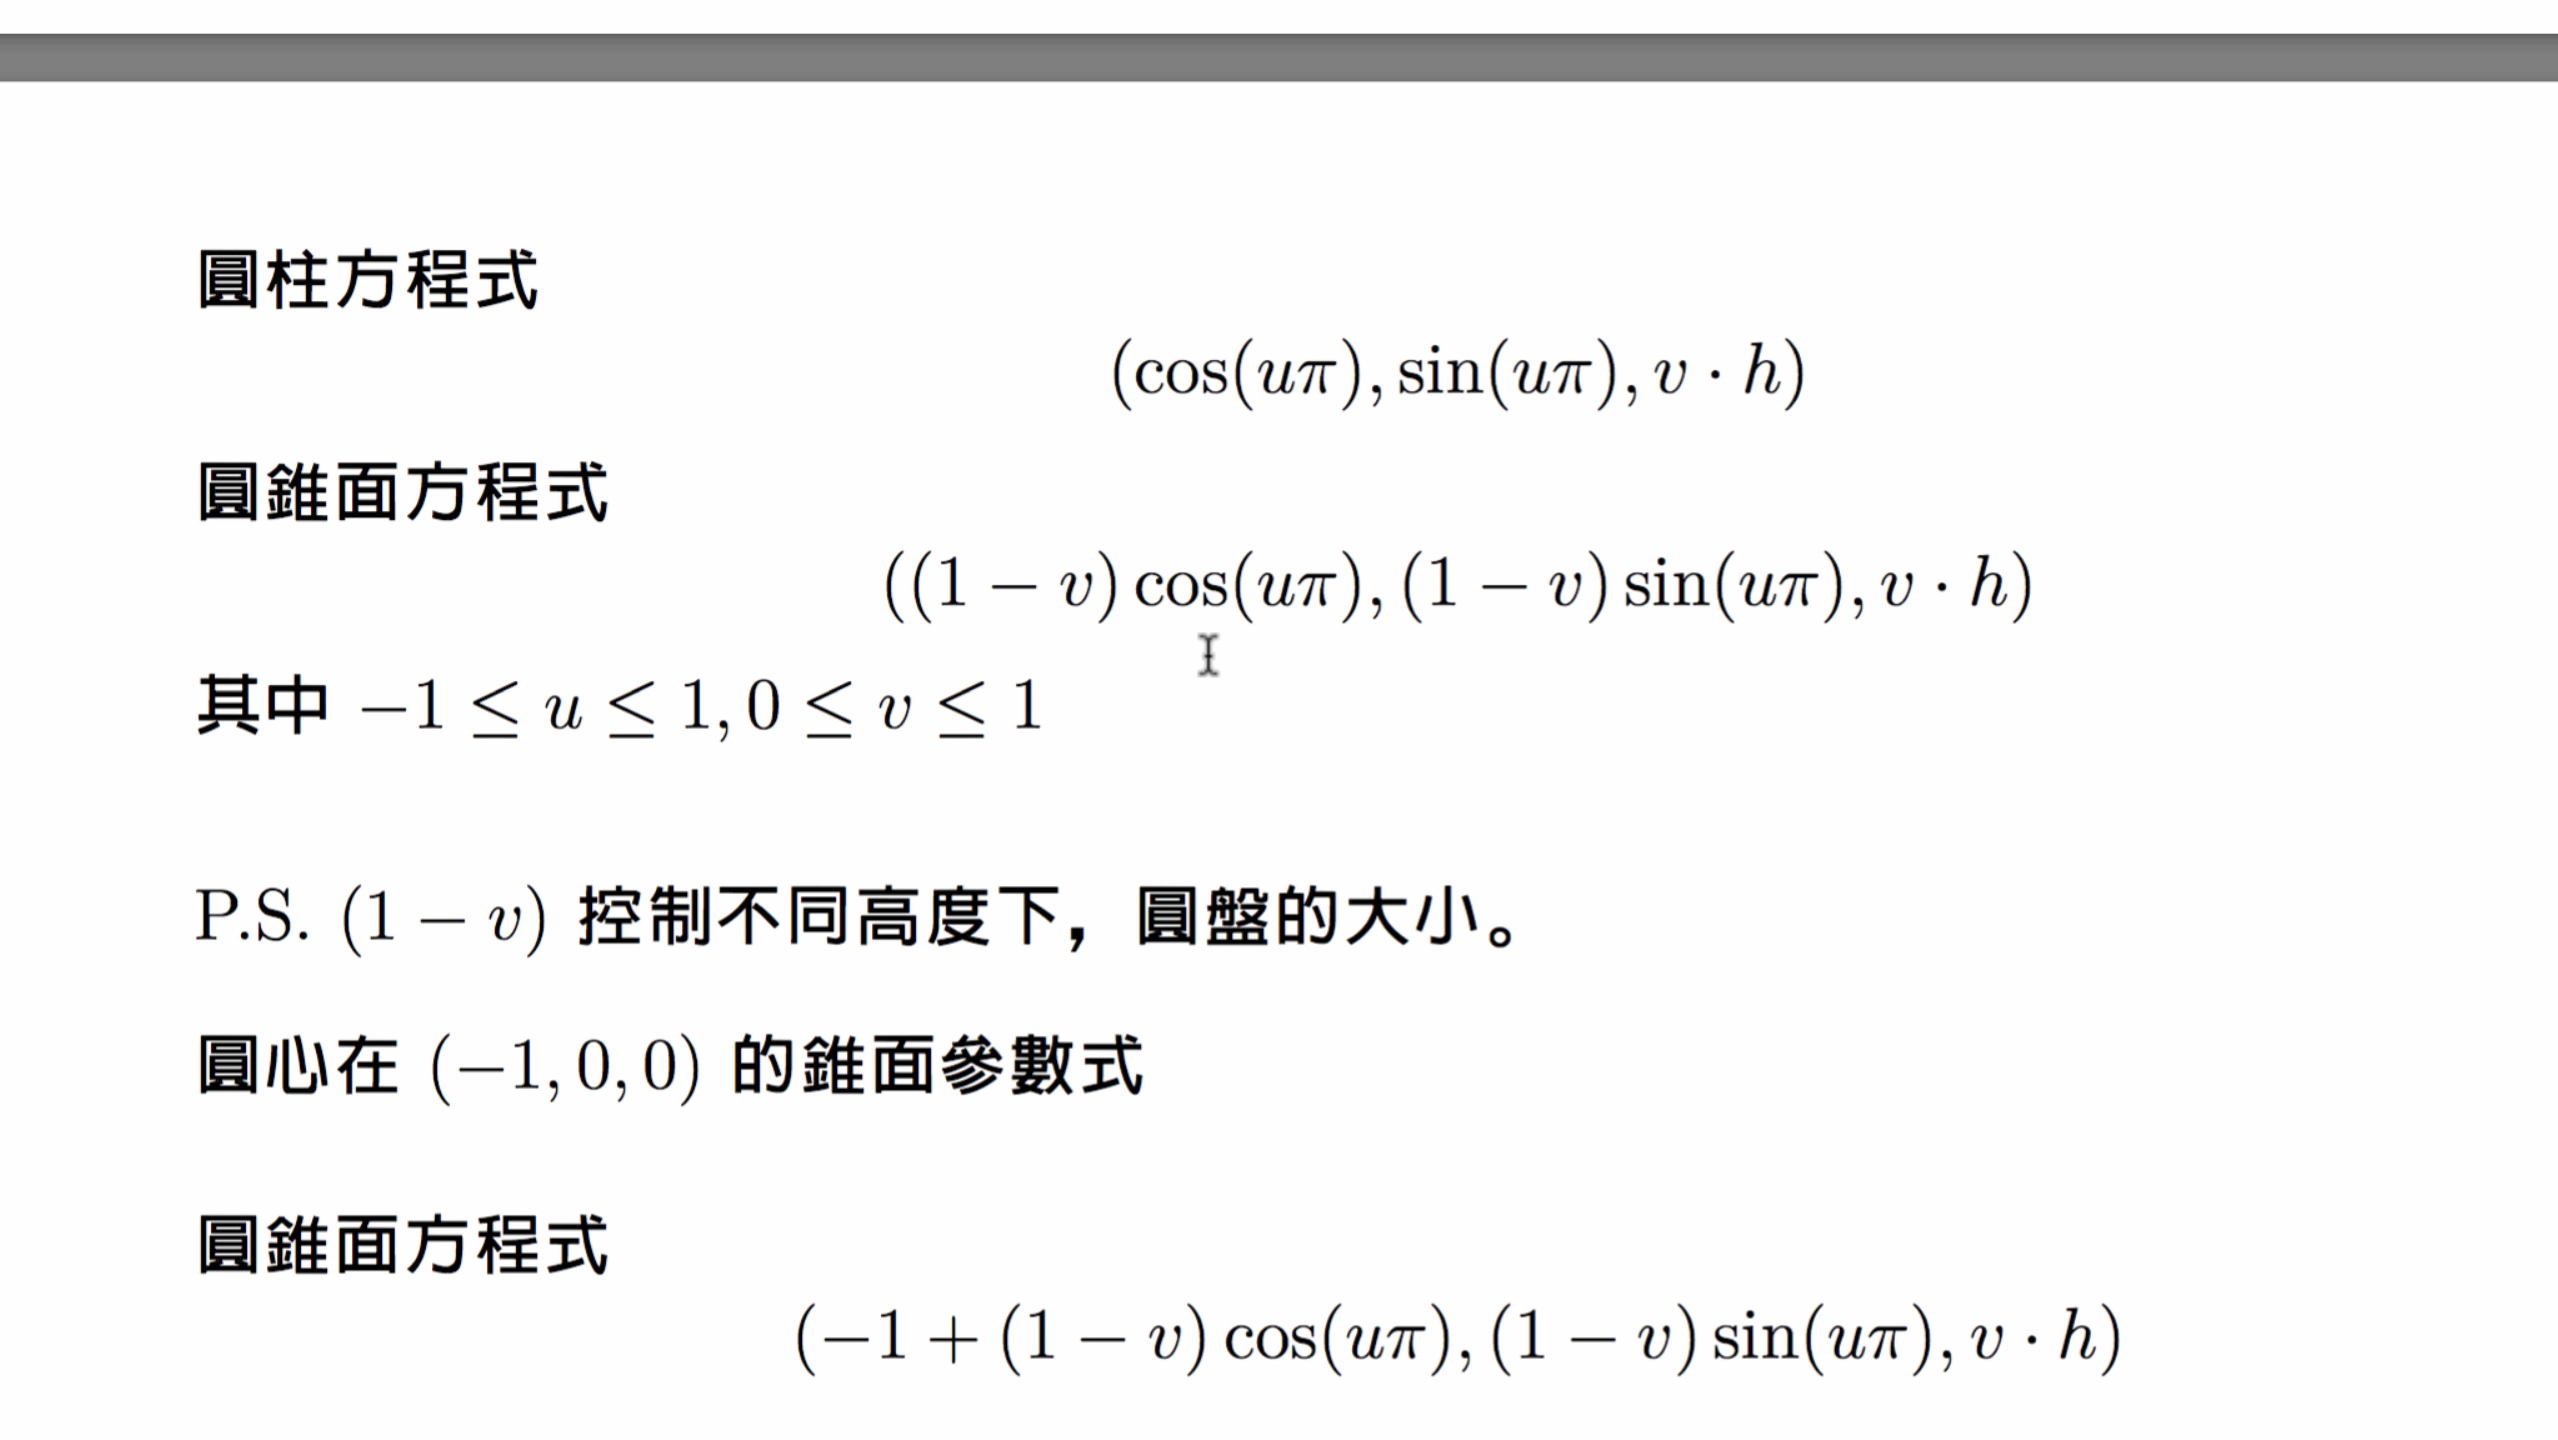 圓柱方程式
(cos(uπ), sin(uπ), v · h)
圓錐面方程式
((1 − v) cos(uπ), (1 − v) sin(uπ), v · h)
其中 −1 ≤ u ≤ 1, 0 ≤ v ≤ 1
P.S. (1 − v) 控制不同高度下，圓盤的大小。
圓心在 (−1, 0, 0) 的錐面參數式
圓錐面方程式
(−1 + (1 − v) cos(uπ), (1 − v) sin(uπ), v · h)